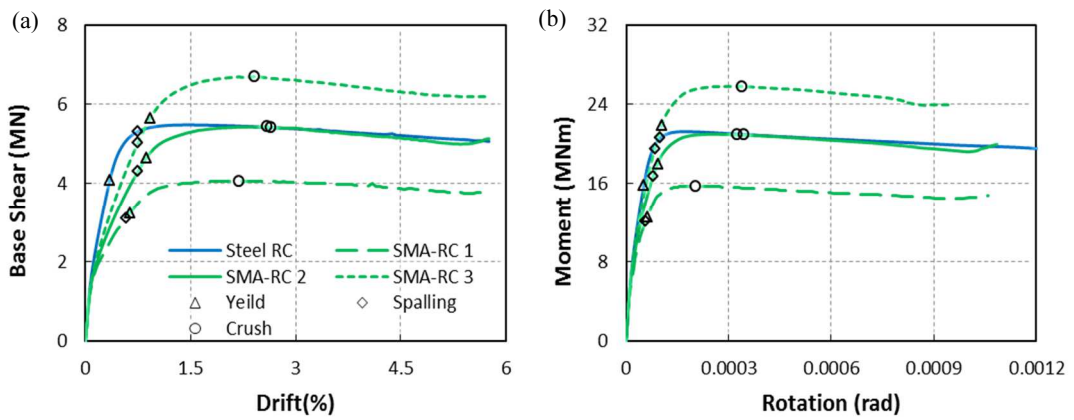 (a)
Base Shear (MN)
8
6
4
2
0
0 1.5 3 4.5 6
Drift(%)
Steel RC SMA-RC 1
SMA-RC 2 SMA-RC 3
Yeild Spalling
Crush
(b)
Moment (MNm)
32
24
16
8
0
0 0.0003 0.0006 0.0009 0.0012
Rotation (rad)